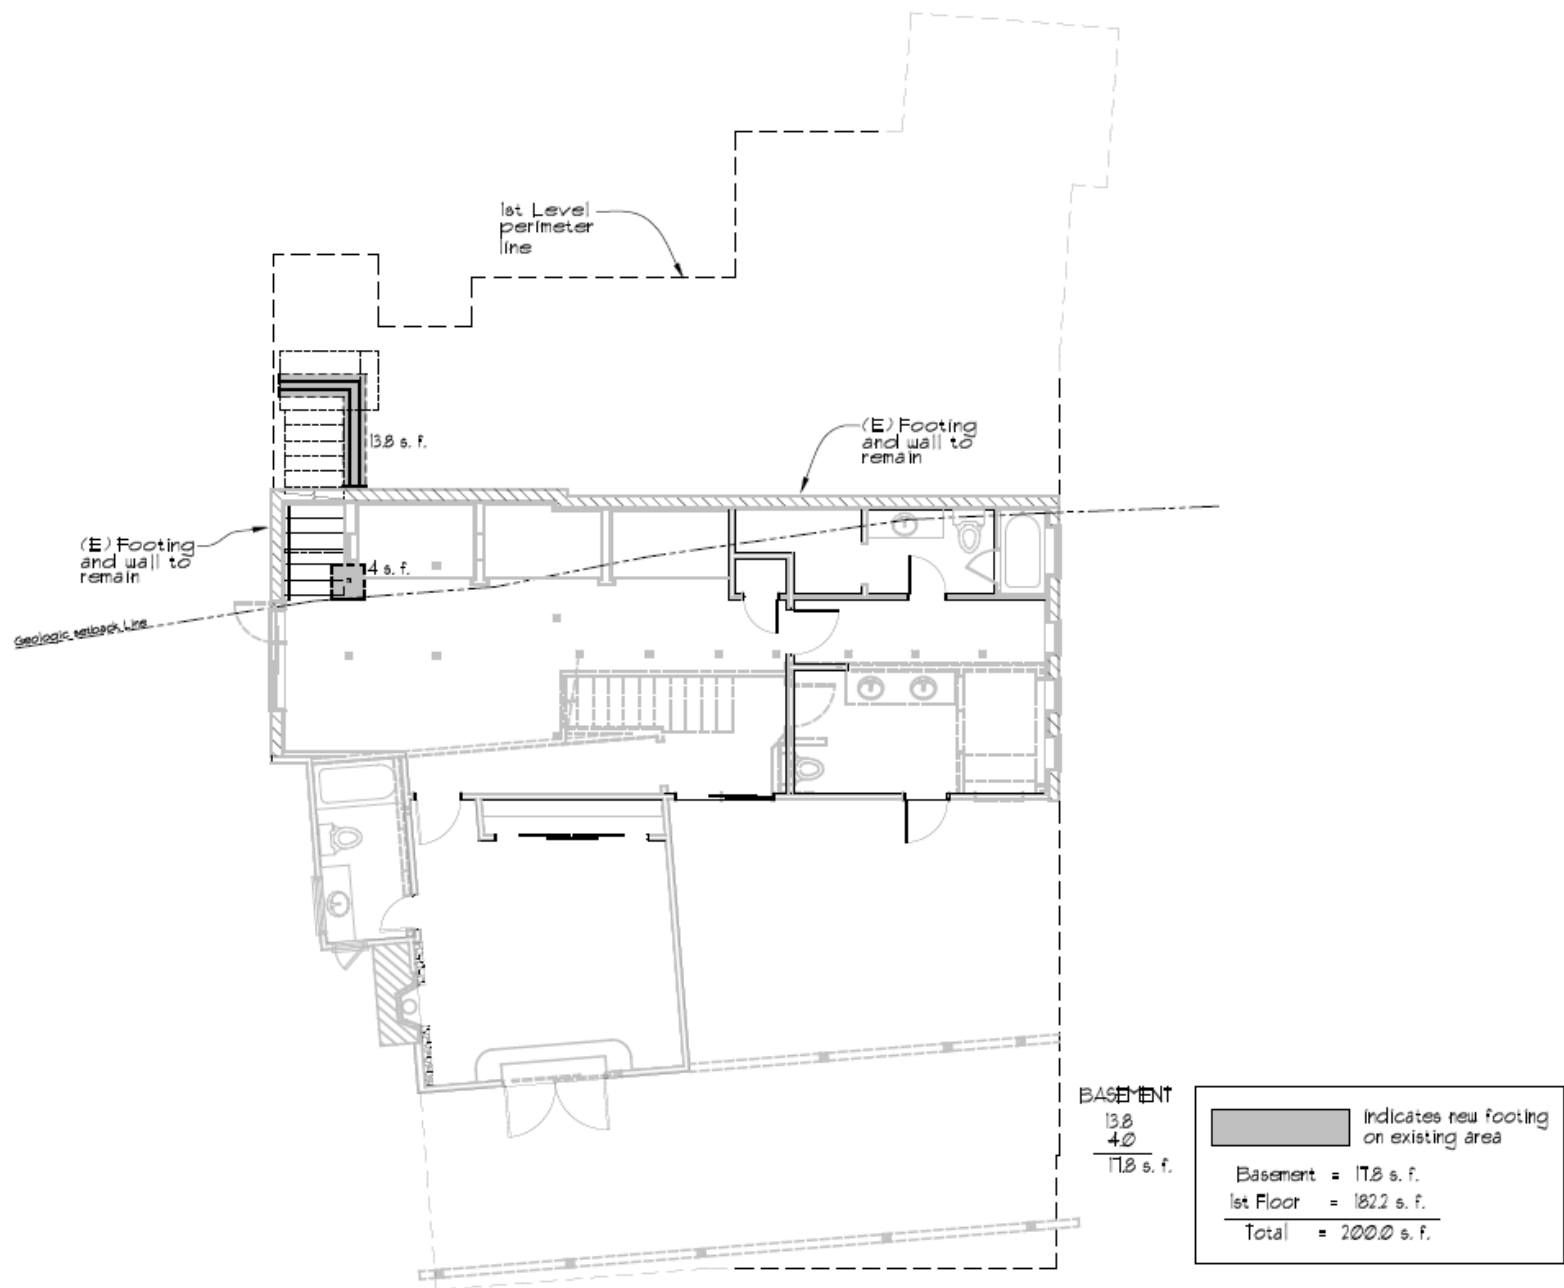 1st Level
perimeter
line
13.8 s. f.
(E) Footing
and wall to
remain
(E) Footing
and wall to
remain
4 s. f.
Geologic setback Line
BASEMENT
13.8
4.0
17.8 s. f.
indicates new footing
on existing area
Basement = 17.8 s. f.
1st Floor = 182.2 s. f.
Total = 200.0 s. f.